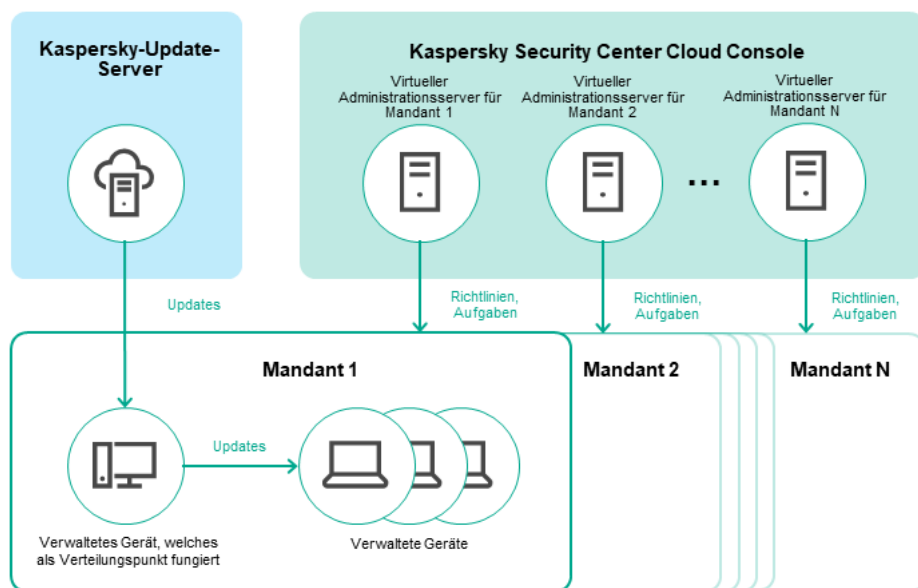 Kaspersky-Update-
Server
Kaspersky Security Center Cloud Console
Virtueller
Administrationsserver für
Mandant 1
Virtueller
Administrationsserver für
Mandant 2
Virtueller
Administrationsserver für
Mandant N
...
Updates
Richtlinien,
Aufgaben
Richtlinien,
Aufgaben
Richtlinien,
Aufgaben
Mandant 1
Mandant 2
Mandant N
Updates
Verwaltetes Gerät, welches
als Verteilungspunkt fungiert
Verwaltete Geräte